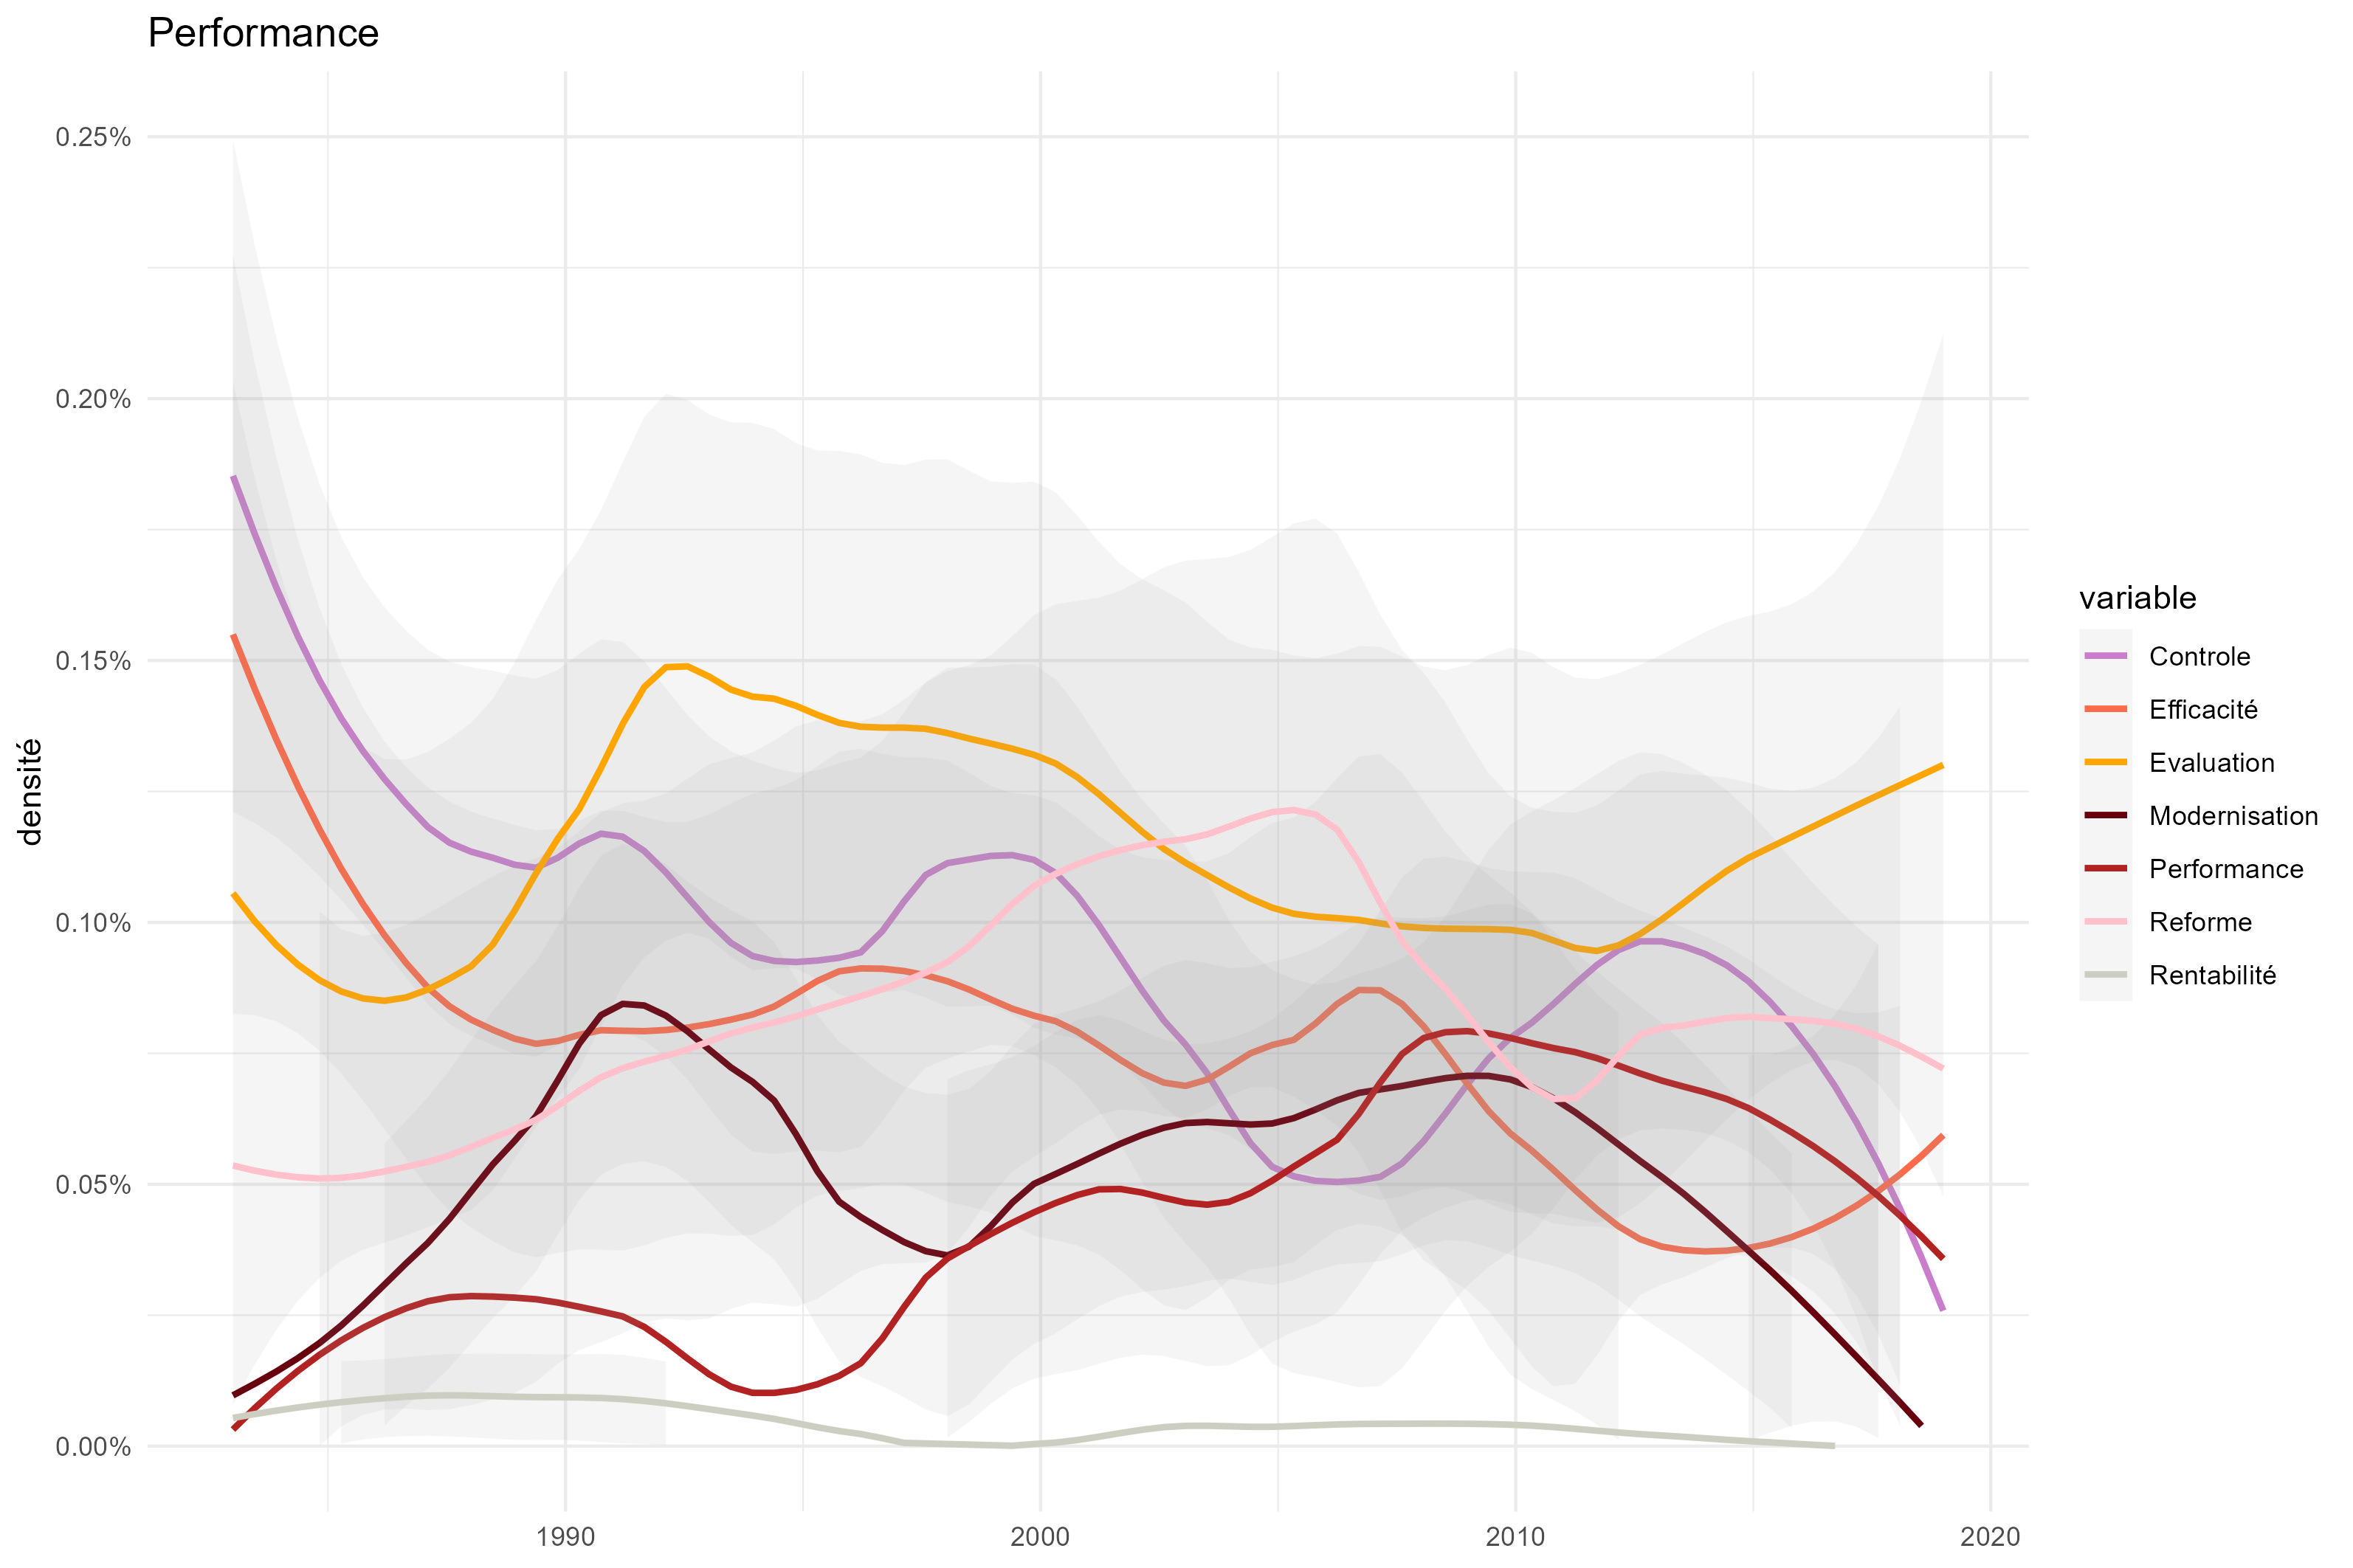 Performance
0.25%
0.20%
0.15%
0.10%
0.05%
0.00%
densité
1990
2000
2010
2020
variable
Controle
Efficacité
Evaluation
Modernisation
Performance
Reforme
Rentabilité